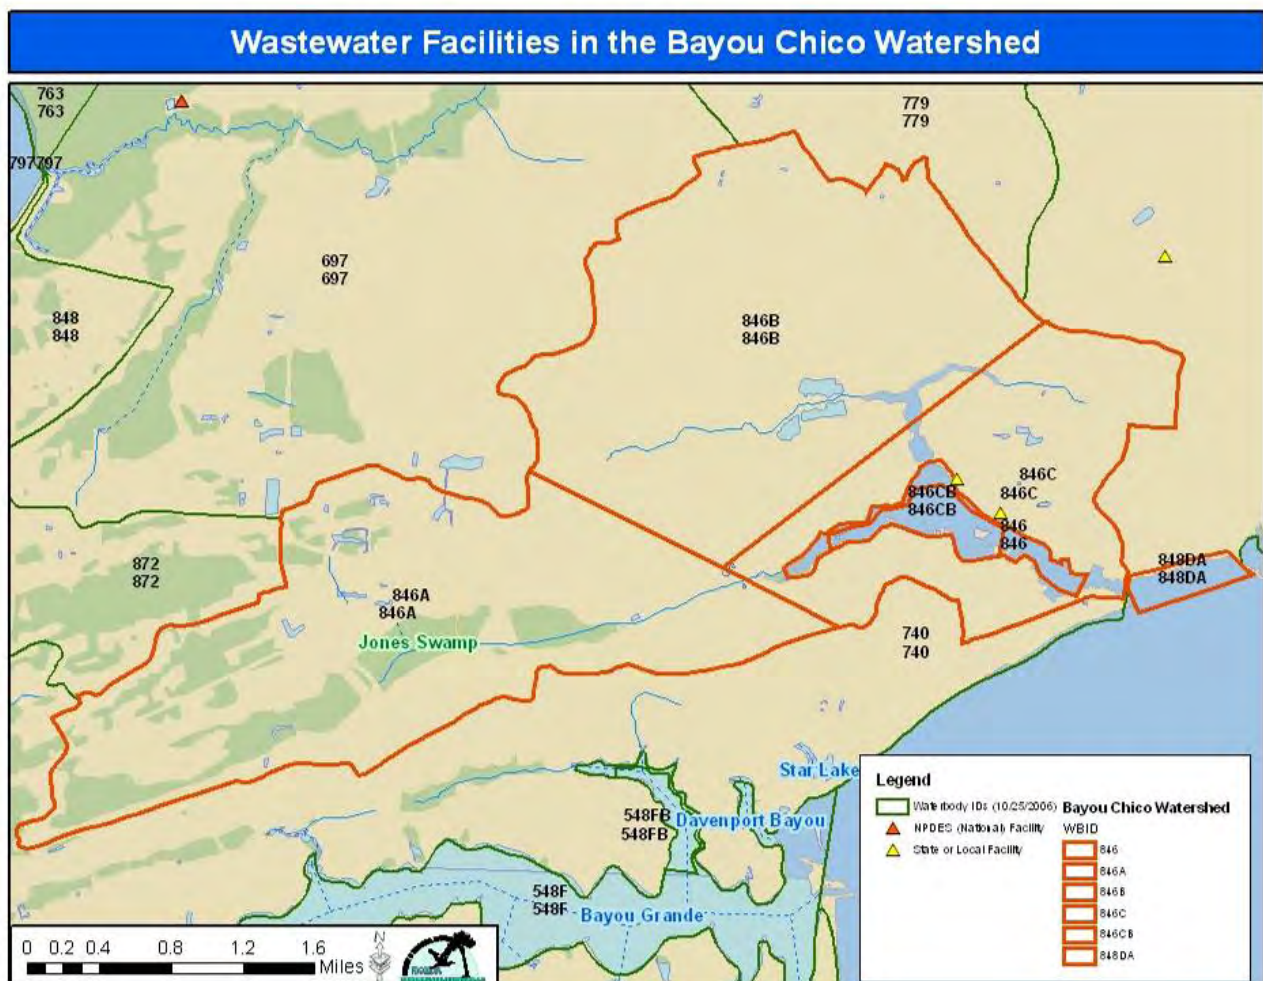 Wastewater Facilities in the Bayou Chico Watershed
763
763
779
779
797797
697
697
848
848
846B
846B
846C
846C
846CB
846CB
846
846
848DA
848DA
872
872
846A
846A
Jones Swamp
740
740
Star Lake
548FB
548FB
Davenport Bayou
548F
548F
Bayou Grande
Legend
Waterbody IDs (10/25/2006)
NPDES (National) Facility
State or Local Facility
Bayou Chico Watershed
WBID
846
846A
846B
846C
846CB
848DA
0 0.2 0.4 0.8 1.2 1.6
Miles
N